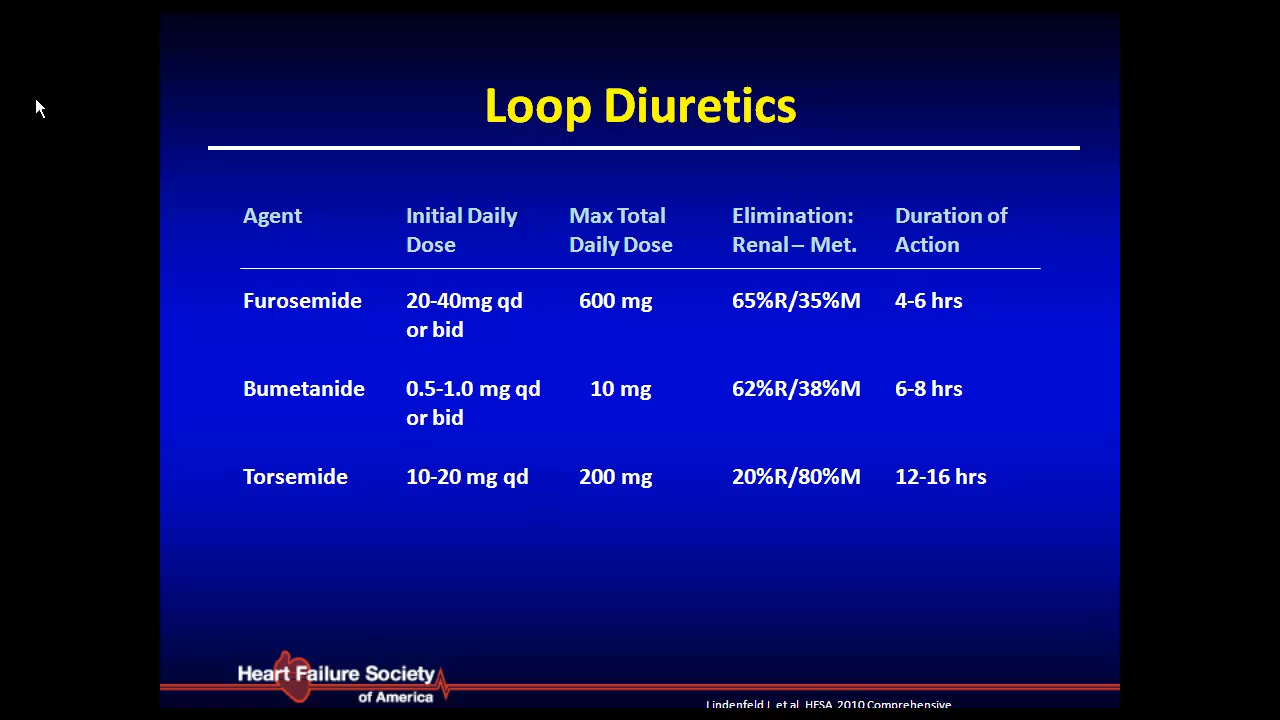 Loop Diuretics
Agent Initial Daily Dose Max Total Daily Dose Elimination: Renal – Met. Duration of Action
Furosemide 20-40mg qd or bid 600 mg 65%R/35%M 4-6 hrs
Bumetanide 0.5-1.0 mg qd or bid 10 mg 62%R/38%M 6-8 hrs
Torsemide 10-20 mg qd 200 mg 20%R/80%M 12-16 hrs
Heart Failure Society
of America
Lindenfeld J, et al. HFSA 2010 Comprehensive